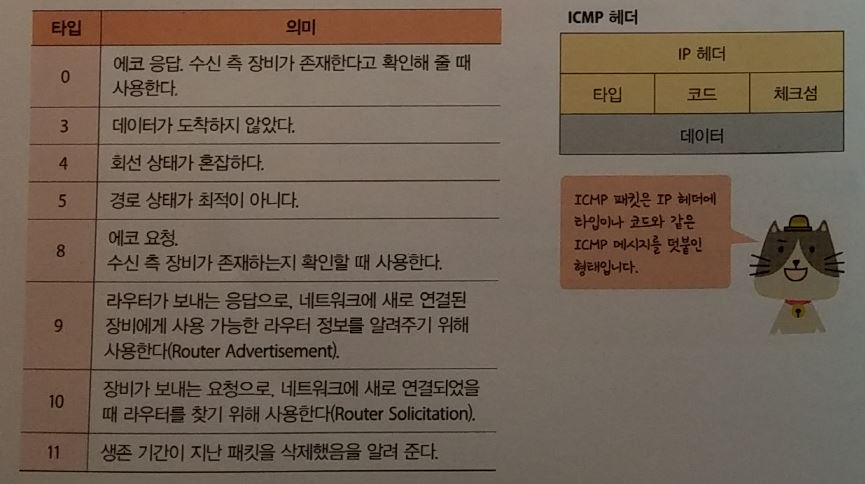 타입 의미
0 에코 응답. 수신 측 장비가 존재한다고 확인해 줄 때
사용한다.
3 데이터가 도착하지 않았다.
4 회선 상태가 혼잡하다.
5 경로 상태가 최적이 아니다.
8 에코 요청.
수신 측 장비가 존재하는지 확인할 때 사용한다.
9 라우터가 보내는 응답으로, 네트워크에 새로 연결된
장비에게 사용 가능한 라우터 정보를 알려주기 위해
사용한다(Router Advertisement).
10 장비가 보내는 요청으로, 네트워크에 새로 연결되었을
때 라우터를 찾기 위해 사용한다(Router Solicitation).
11 생존 기간이 지난 패킷을 삭제했음을 알려 준다.
ICMP 헤더
IP 헤더
타입 코드 체크섬
데이터
ICMP 패킷은 IP 헤더에
타입이나 코드와 같은
ICMP 메시지를 덧붙인
형태입니다.